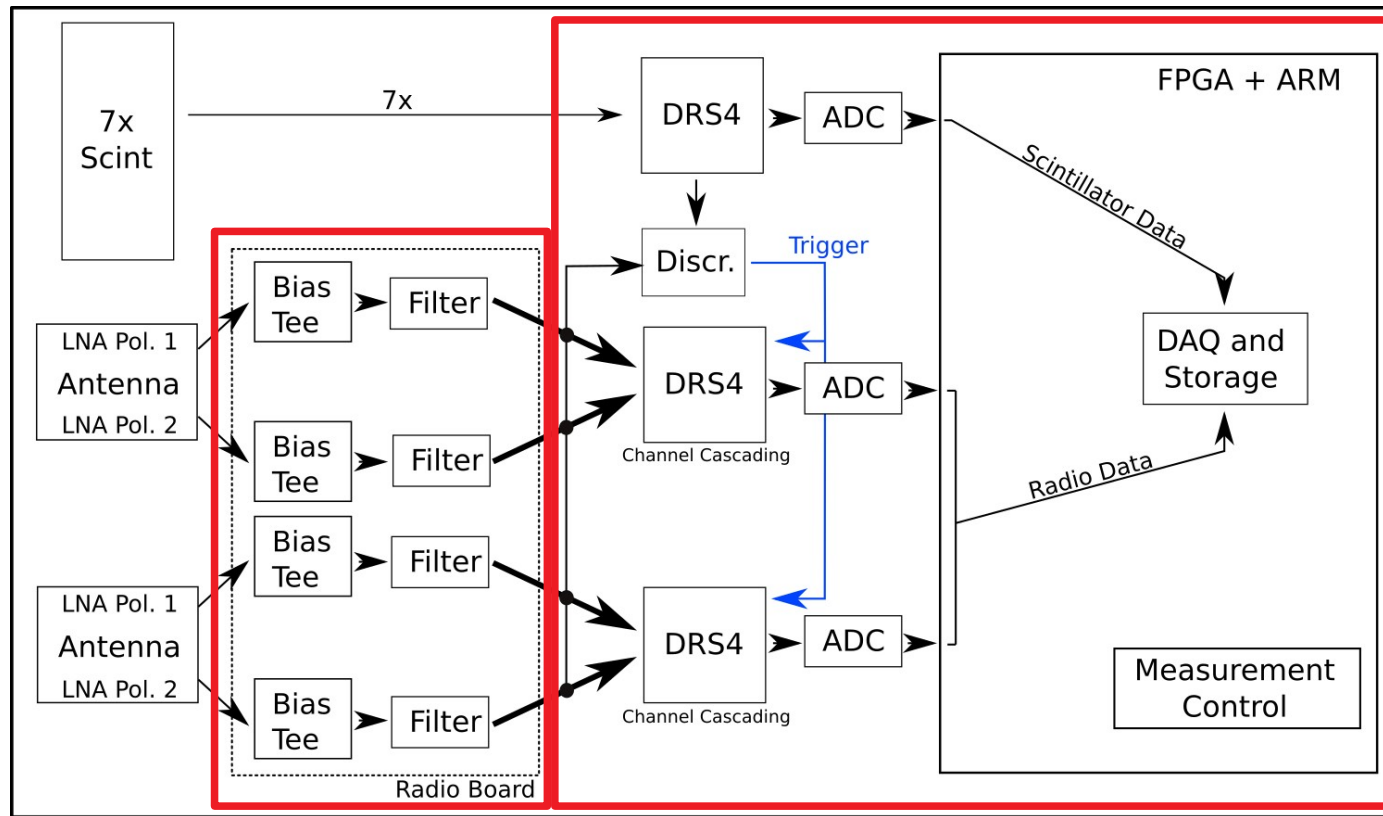 7x
Scint
7x
DRS4
ADC
FPGA + ARM
Scintillator Data
Discr.
Trigger
LNA Pol. 1
Antenna
LNA Pol. 2
Bias
Tee
Filter
Bias
Tee
Filter
DRS4
Channel Cascading
ADC
DAQ and
Storage
Radio Data
LNA Pol. 1
Antenna
LNA Pol. 2
Bias
Tee
Filter
Bias
Tee
Filter
Radio Board
DRS4
Channel Cascading
ADC
Measurement
Control